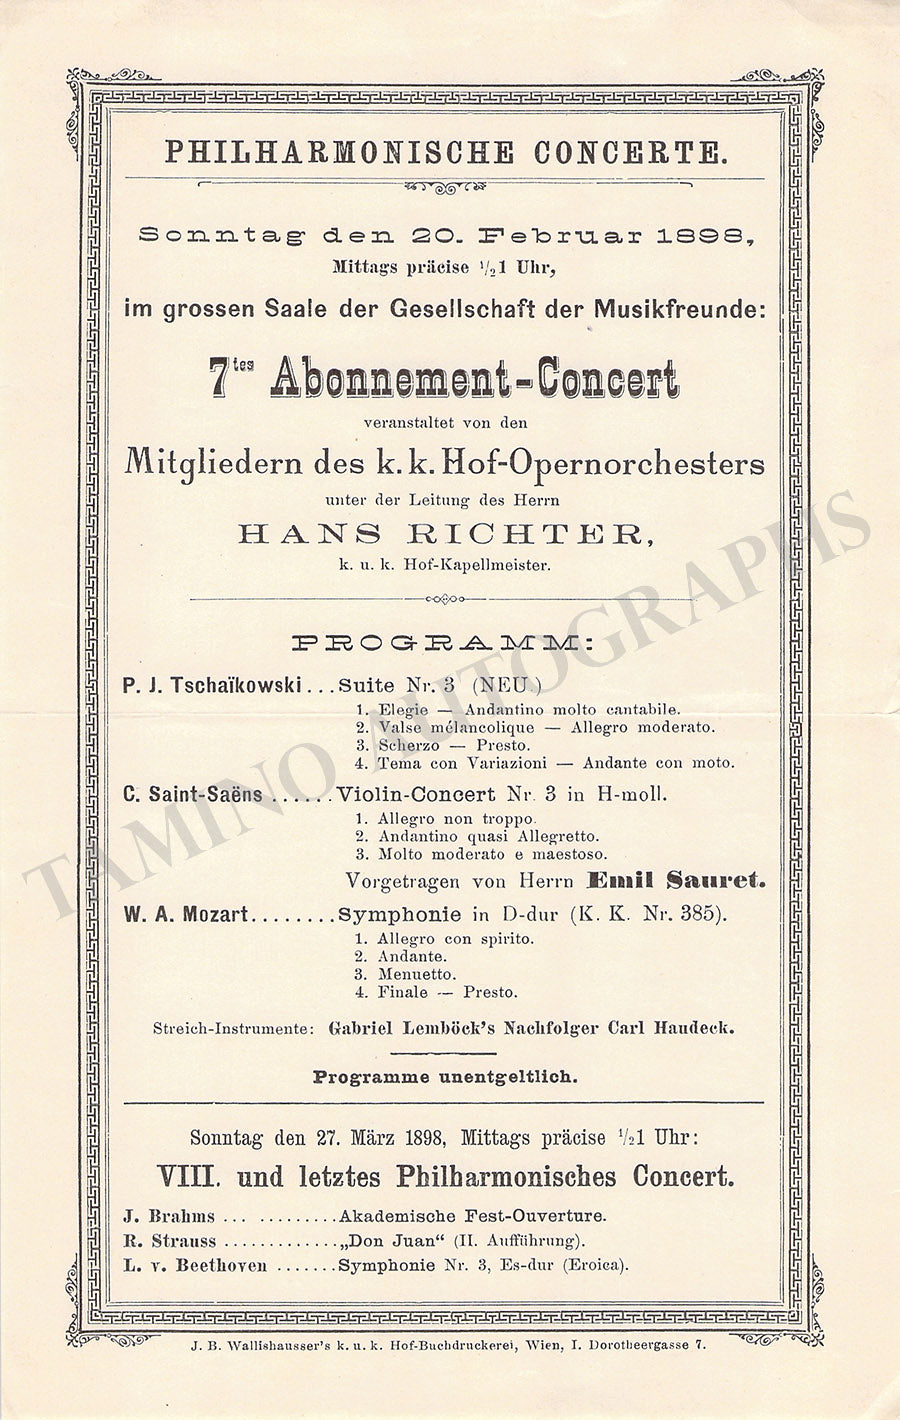 PHILHARMONISCHE CONCERTE.
Sonntag den 20. Februar 1898,
Mittags präcise ½1 Uhr,
im grossen Saale der Gesellschaft der Musikfreunde:
7tes Abonnement-Concert
veranstaltet von den
Mitgliedern des k. k. Hof-Opernorchesters
unter der Leitung des Herrn
HANS RICHTER,
k. u. k. Hof-Kapellmeister.
PROGRAMM:
P. J. Tschaïkowski . . . Suite Nr. 3 (NEU.)
1. Elegie — Andantino molto cantabile.
2. Valse mélancolique — Allegro moderato.
3. Scherzo — Presto.
4. Tema con Variazioni — Andante con moto.
C. Saint-Saëns . . . . . . Violin-Concert Nr. 3 in H-moll.
1. Allegro non troppo.
2. Andantino quasi Allegretto.
3. Molto moderato e maestoso.
Vorgetragen von Herrn Emil Sauret.
W. A. Mozart. . . . . . . . Symphonie in D-dur (K. K. Nr. 385).
1. Allegro con spirito.
2. Andante.
3. Menuetto.
4. Finale — Presto.
Streich-Instrumente: Gabriel Lemböck's Nachfolger Carl Haudeck.
Programme unentgeltlich.
Sonntag den 27. März 1898, Mittags präcise ½1 Uhr:
VIII. und letztes Philharmonisches Concert.
J. Brahms . . . . . . . . . . . . Akademische Fest-Ouverture.
R. Strauss . . . . . . . . . . . . . „Don Juan“ (II. Aufführung).
L. v. Beethoven . . . . . . . Symphonie Nr. 3, Es-dur (Eroica).
J. B. Wallishausser's k. u. k. Hof-Buchdruckerei, Wien, I. Dorotheergasse 7.
TAMINO AUTOGRAPHS